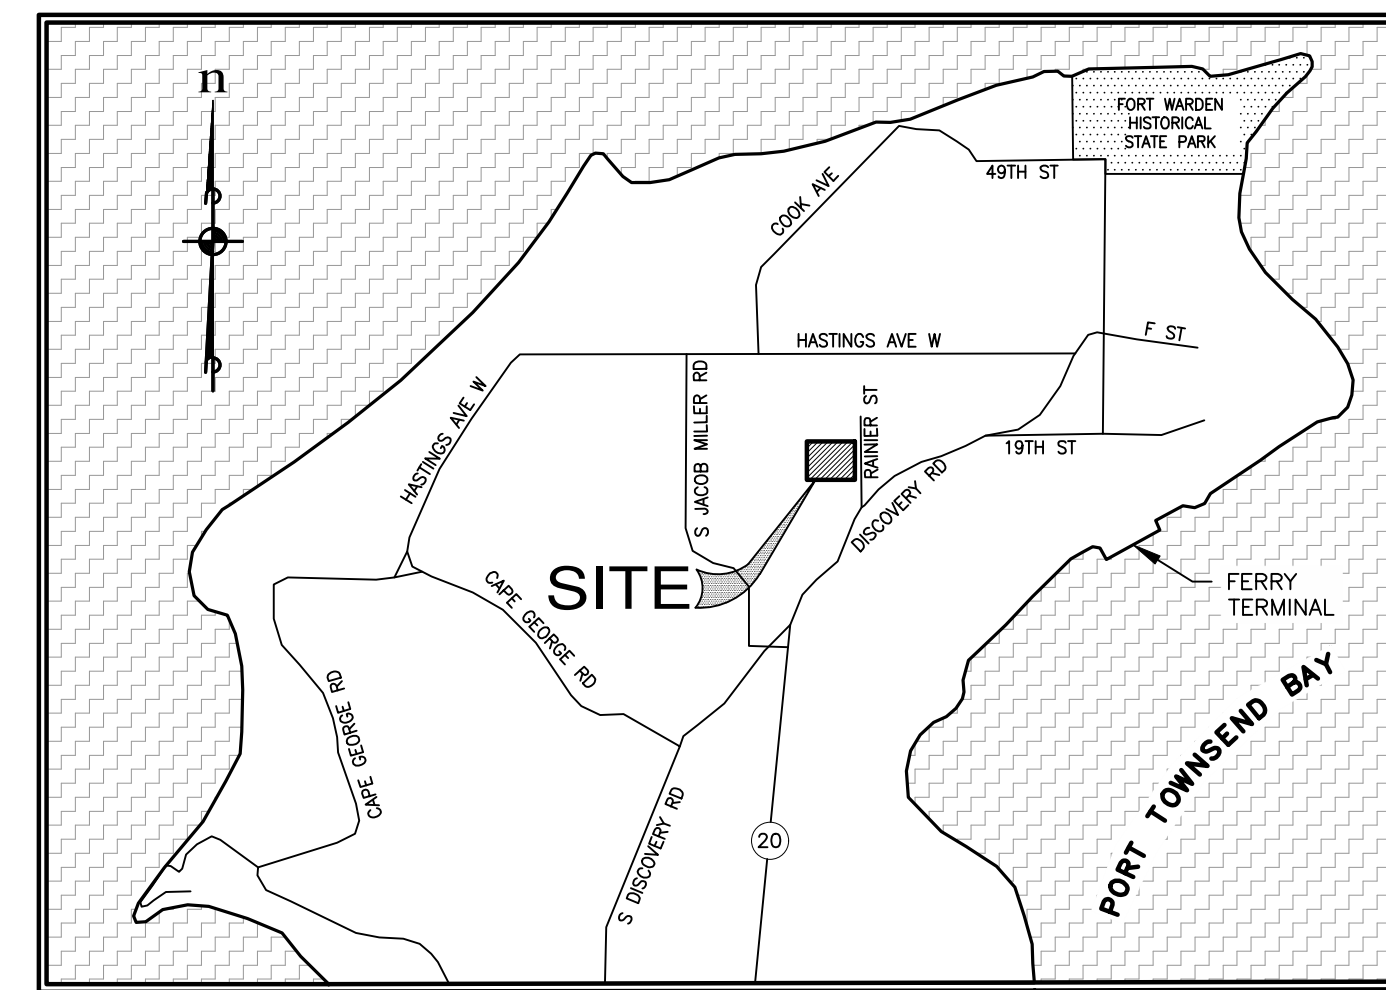 n
FORT WARDEN
HISTORICAL
STATE PARK
49TH ST
COOK AVE
HASTINGS AVE W
F ST
HASTINGS AVE W
S JACOB MILLER RD
RAINIER ST
19TH ST
DISCOVERY RD
SITE
CAPE GEORGE RD
FERRY
TERMINAL
CAPE GEORGE RD
PORT TOWNSEND BAY
S DISCOVERY RD
20